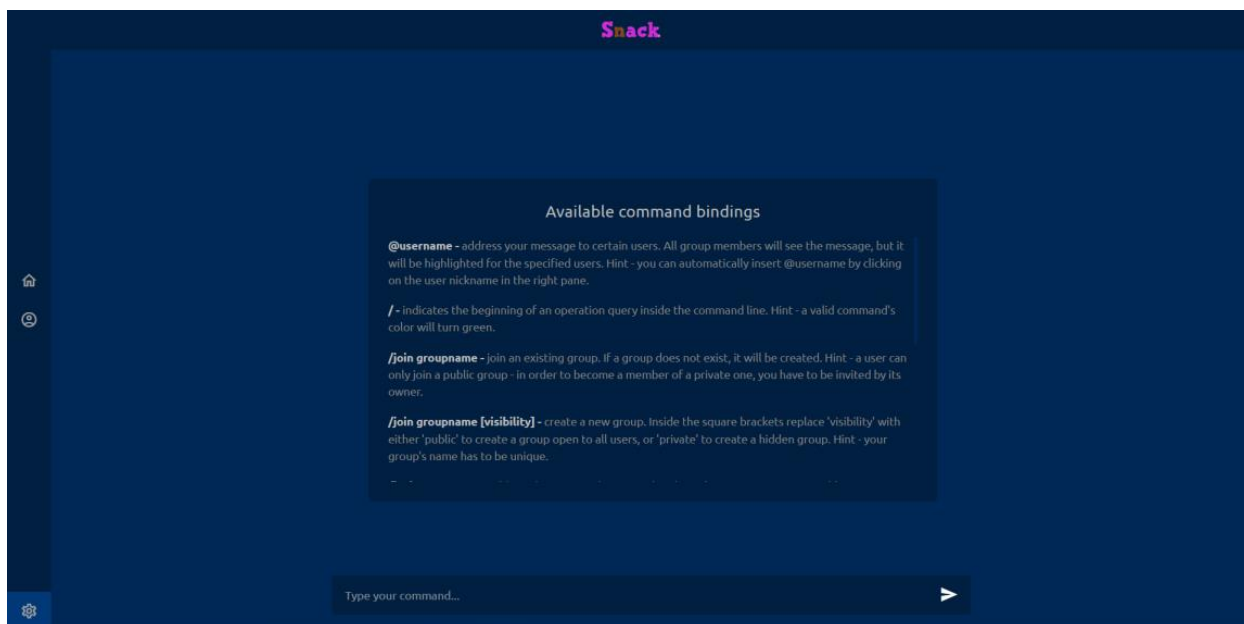 Snack
Available command bindings
@username - address your message to certain users. All group members will see the message, but it
will be highlighted for the specified users. Hint - you can automatically insert @username by clicking
on the user nickname in the right pane.
/ - indicates the beginning of an operation query inside the command line. Hint - a valid command's
color will turn green.
/join groupname - join an existing group. If a group does not exist, it will be created. Hint - a user can
only join a public group - in order to become a member of a private one, you have to be invited by its
owner.
/join groupname [visibility] - create a new group. Inside the square brackets replace 'visibility' with
either 'public' to create a group open to all users, or 'private' to create a hidden group. Hint - your
group's name has to be unique.
Type your command...